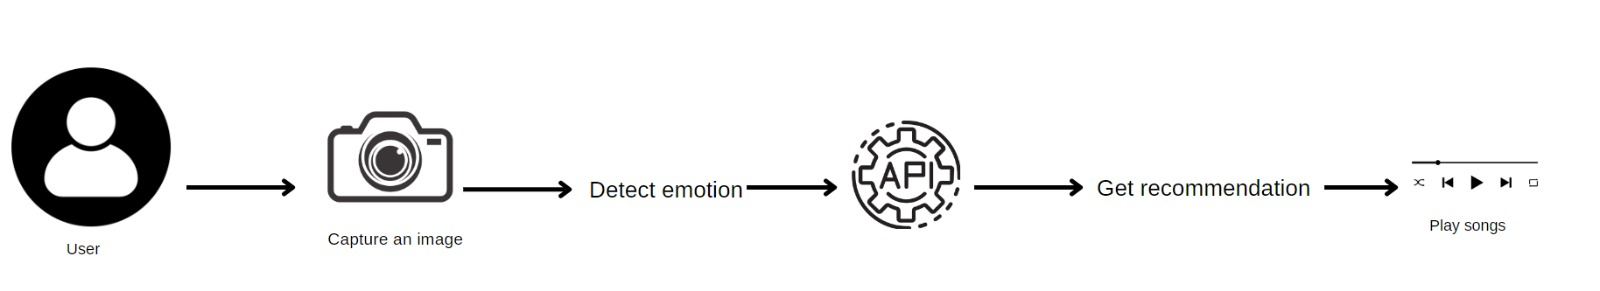 User
Capture an image
Detect emotion
API
Get recommendation
Play songs